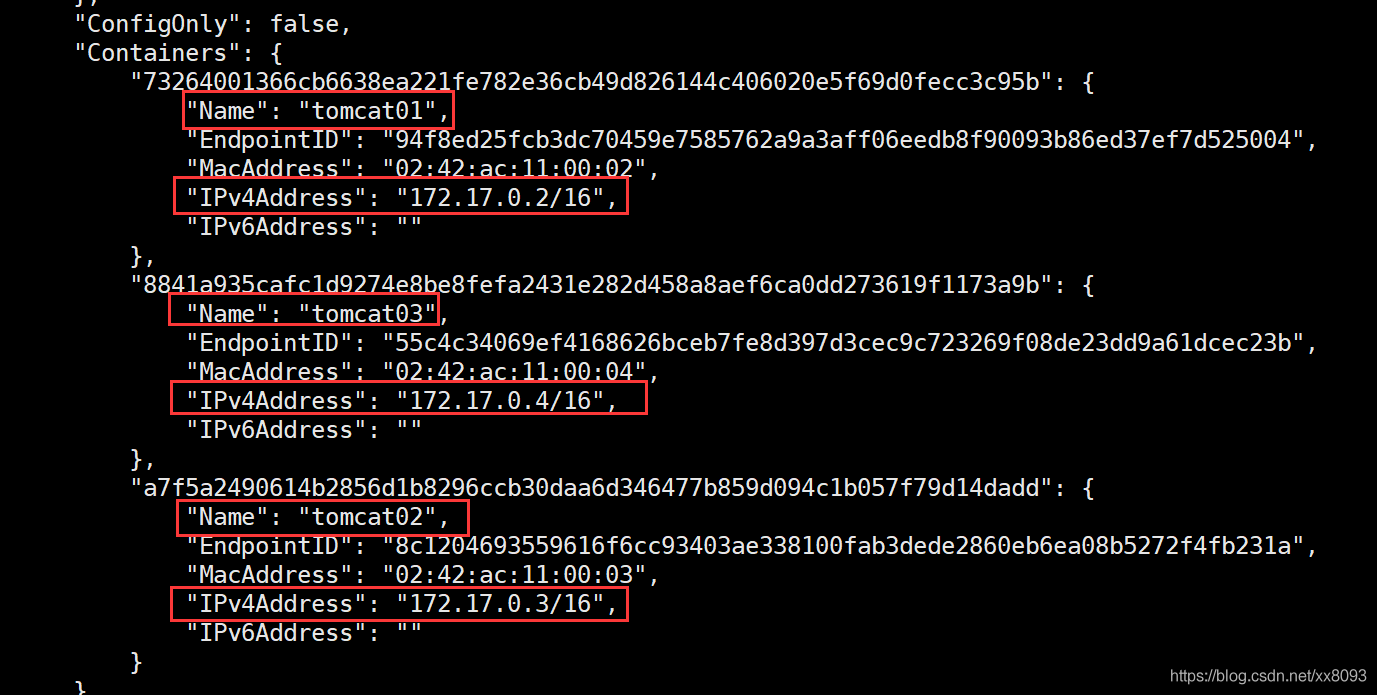 },
"ConfigOnly": false,
"Containers": {
"73264001366cb6638ea221fe782e36cb49d826144c406020e5f69d0fecc3c95b": {
"Name": "tomcat01",
"EndpointID": "94f8ed25fcb3dc70459e7585762a9a3aff06eedb8f90093b86ed37ef7d525004",
"MacAddress": "02:42:ac:11:00:02",
"IPv4Address": "172.17.0.2/16",
"IPv6Address": ""
},
"8841a935cafc1d9274e8be8fefa2431e282d458a8aef6ca0dd273619f1173a9b": {
"Name": "tomcat03",
"EndpointID": "55c4c34069ef4168626bceb7fe8d397d3cec9c723269f08de23dd9a61dcec23b",
"MacAddress": "02:42:ac:11:00:04",
"IPv4Address": "172.17.0.4/16",
"IPv6Address": ""
},
"a7f5a2490614b2856d1b8296ccb30daa6d346477b859d094c1b057f79d14dadd": {
"Name": "tomcat02",
"EndpointID": "8c1204693559616f6cc93403ae338100fab3dede2860eb6ea08b5272f4fb231a",
"MacAddress": "02:42:ac:11:00:03",
"IPv4Address": "172.17.0.3/16",
"IPv6Address": ""
}
}
https://blog.csdn.net/xx8093